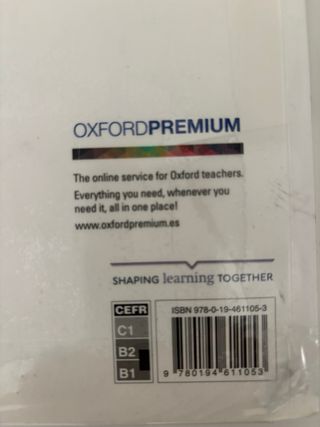 OXFORDPREMIUM
The online service for Oxford teachers.
Everything you need, whenever you
need it, all in one place!
www.oxfordpremium.es
SHAPING learning TOGETHER
CEFR
C1
B2
B1
ISBN 978-0-19-461105-3
9 780194 611053